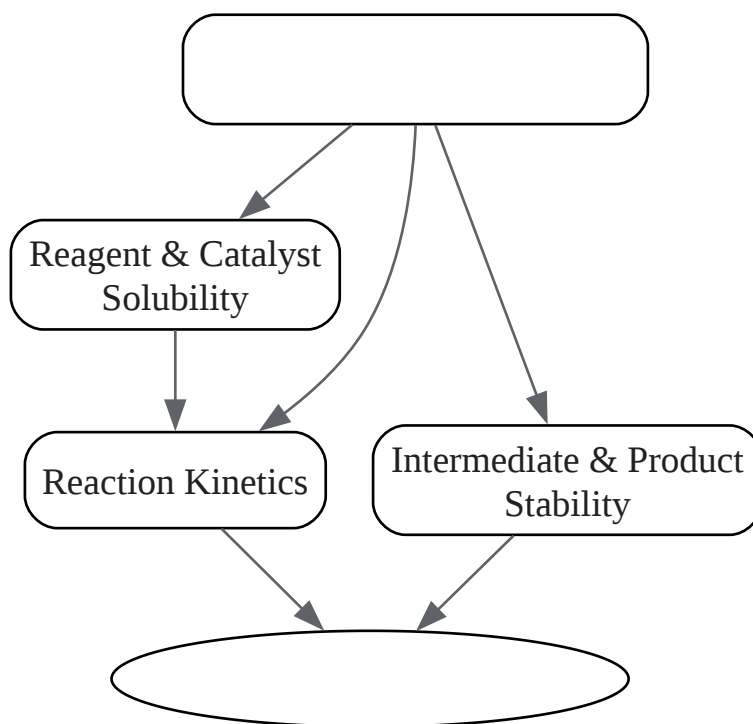 Reagent & Catalyst
Solubility
Reaction Kinetics
Intermediate & Product
Stability